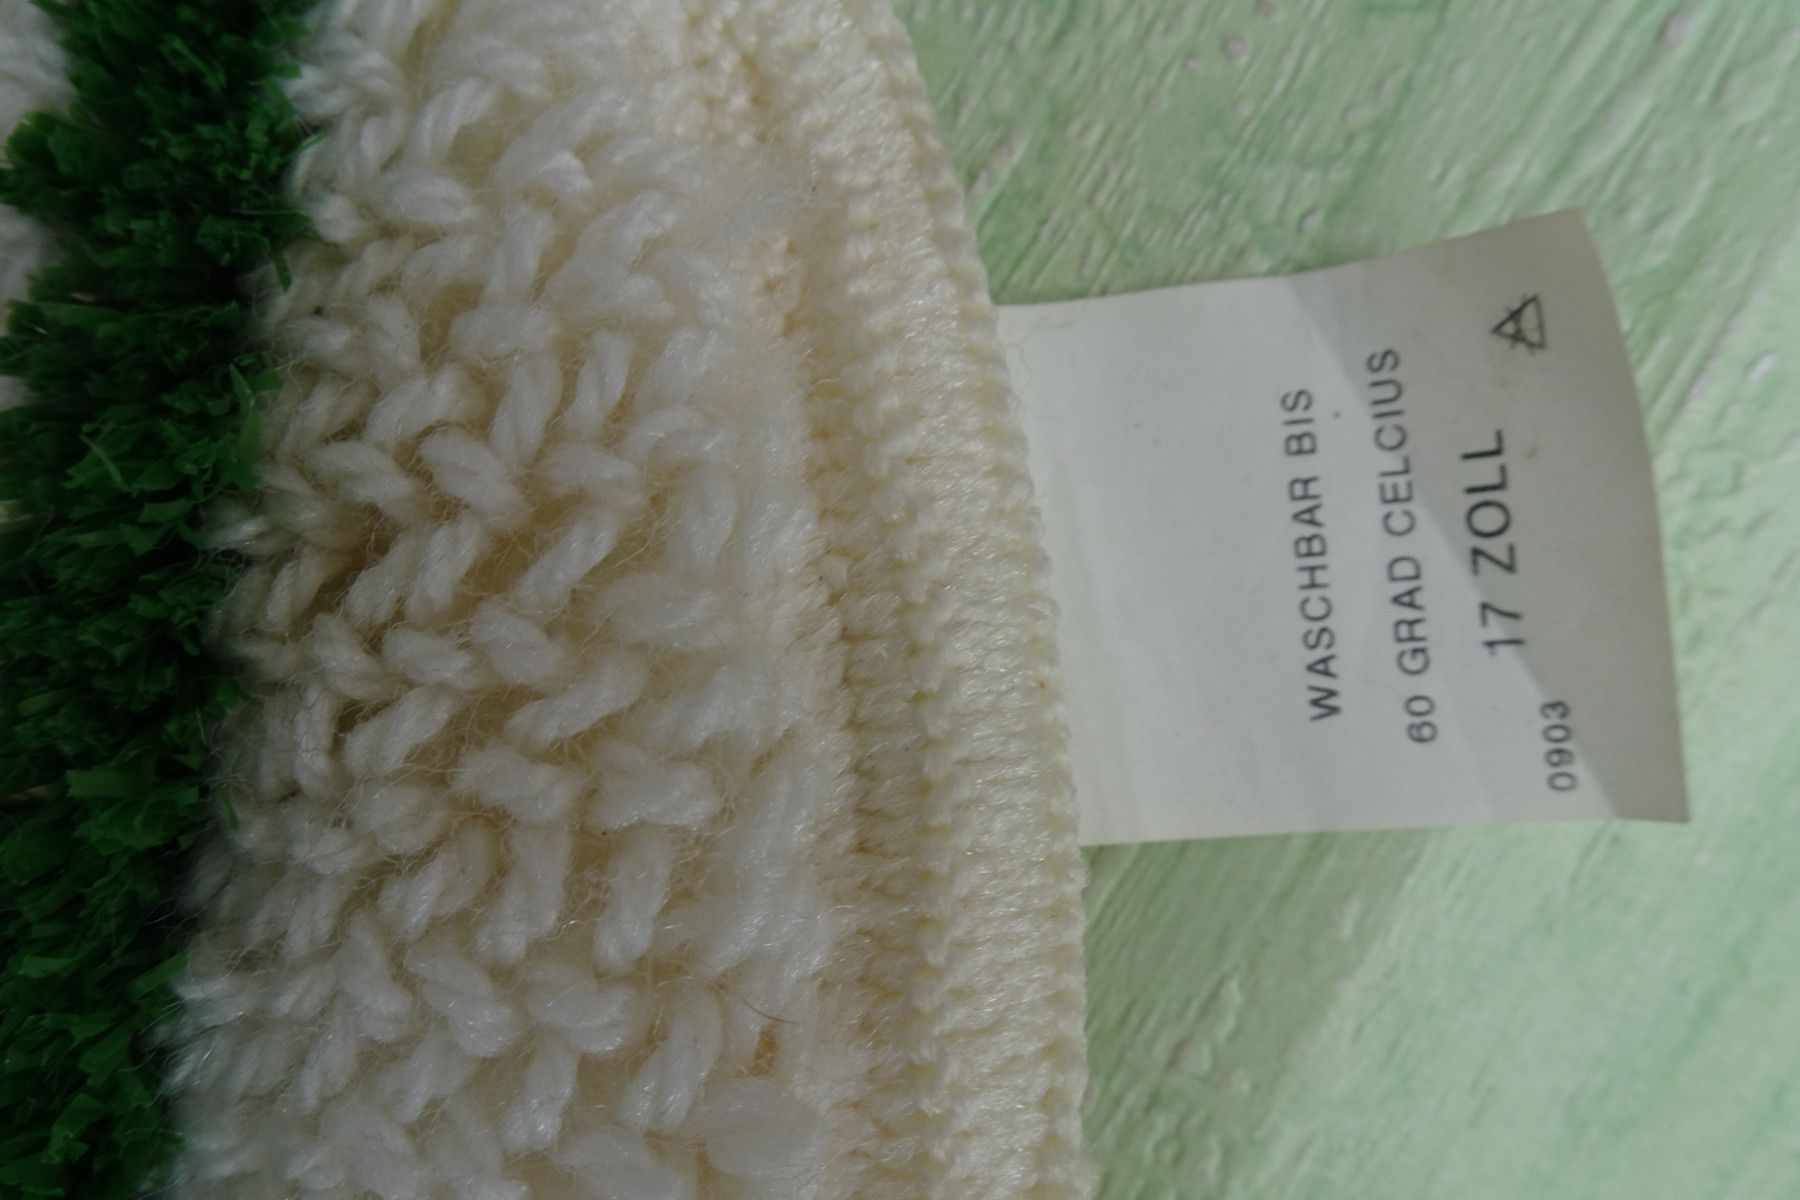 WASCHBAR BIS
60 GRAD CELCIUS
17 ZOLL
0903